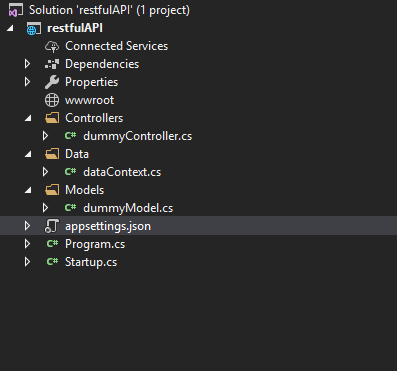 Solution 'restfulAPI' (1 project)
restfulAPI
Connected Services
Dependencies
Properties
wwwroot
Controllers
C# dummyController.cs
Data
C# dataContext.cs
Models
C# dummyModel.cs
appsettings.json
C# Program.cs
C# Startup.cs